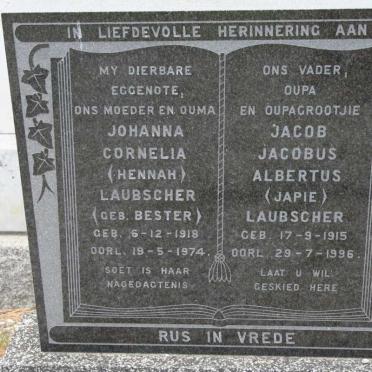 IN LIEFDEVOLLE HERINNERING AAN
MY DIERBARE
EGGENOTE,
ONS MOEDER EN OUMA
JOHANNA
CORNELIA
(HENNAH)
LAUBSCHER
(GEB. BESTER)
GEB. 6-12-1918
OORL. 19-5-1974.
SOET IS HAAR
NAGEDAGTENIS
ONS VADER,
OUPA
EN OUPAGROOTJIE
JACOB
JACOBUS
ALBERTUS
(JAPIE)
LAUBSCHER
GEB. 17-9-1915
OORL. 29-7-1996.
LAAT U WIL
GESKIED HERE
RUS IN VREDE